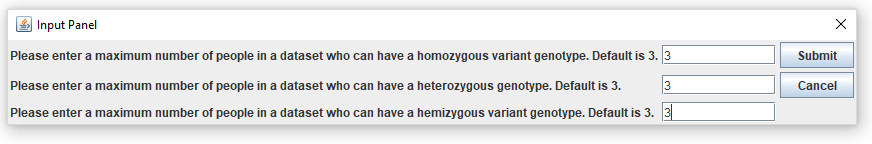 Input Panel
Please enter a maximum number of people in a dataset who can have a homozygous variant genotype. Default is 3. 3 Submit
Please enter a maximum number of people in a dataset who can have a heterozygous genotype. Default is 3. 3 Cancel
Please enter a maximum number of people in a dataset who can have a hemizygous variant genotype. Default is 3. 3